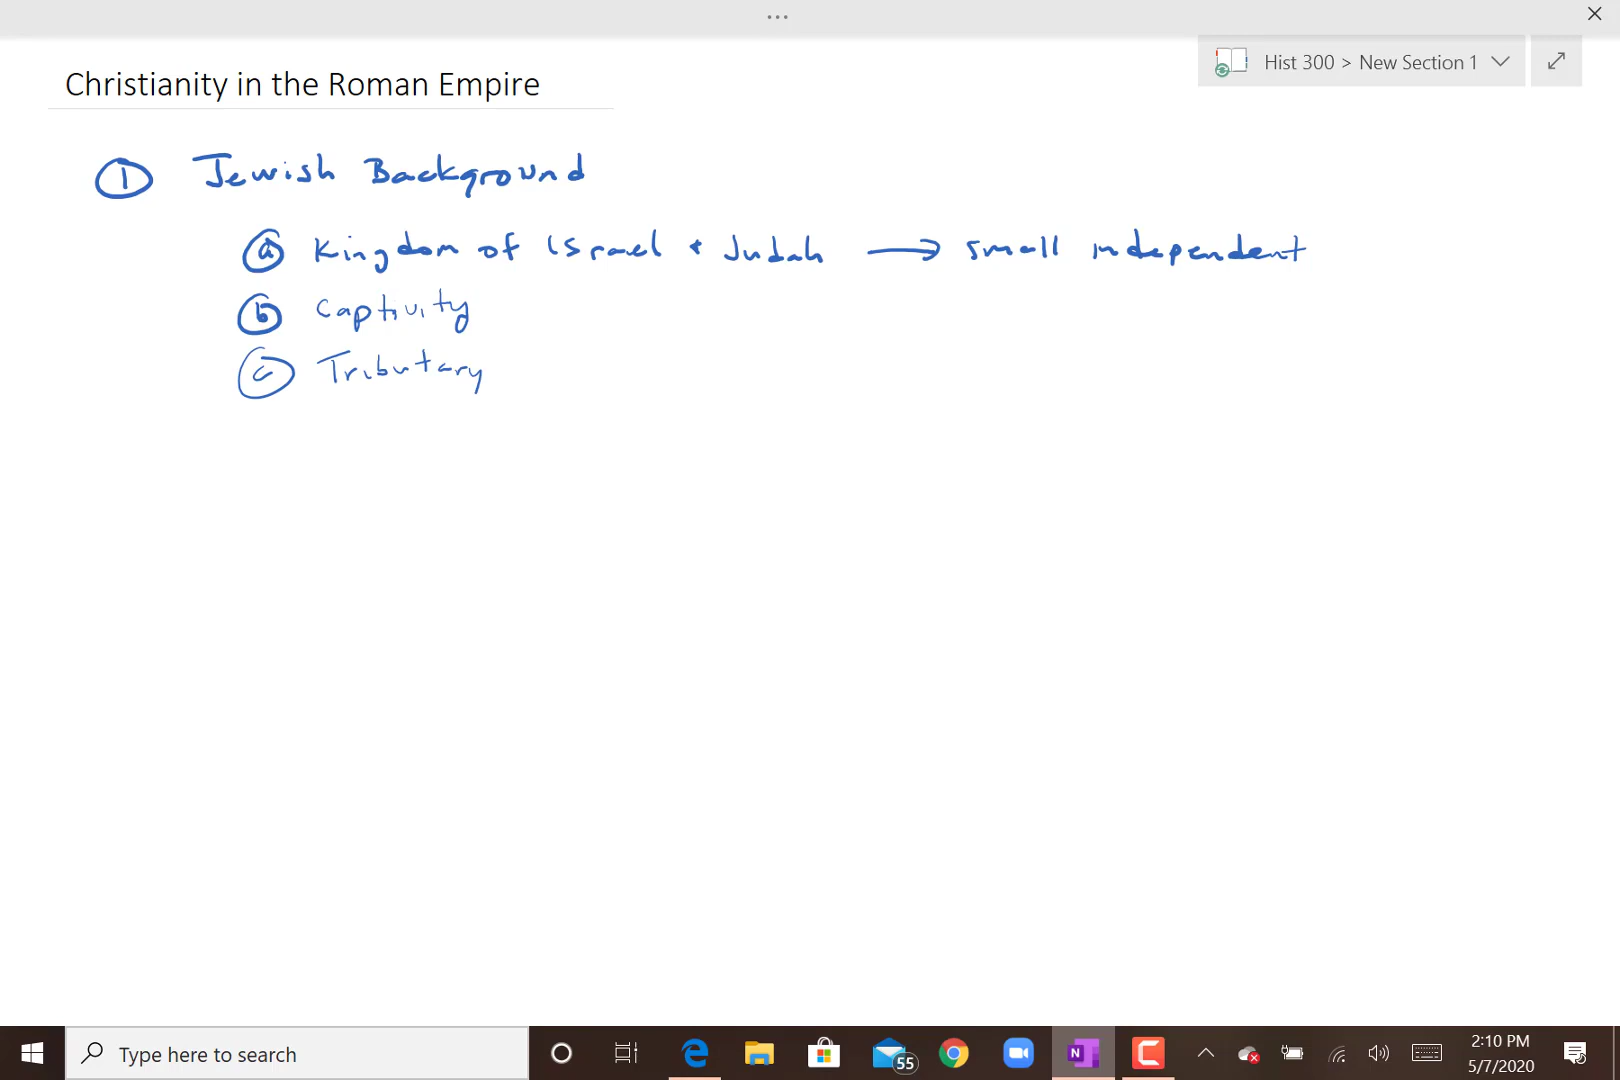 Hist 300 > New Section 1
Christianity in the Roman Empire
1 Jewish Background
a Kingdom of Israel + Judah → small independent
b Captivity
c Tributary
Type here to search
55
N
2:10 PM
5/7/2020